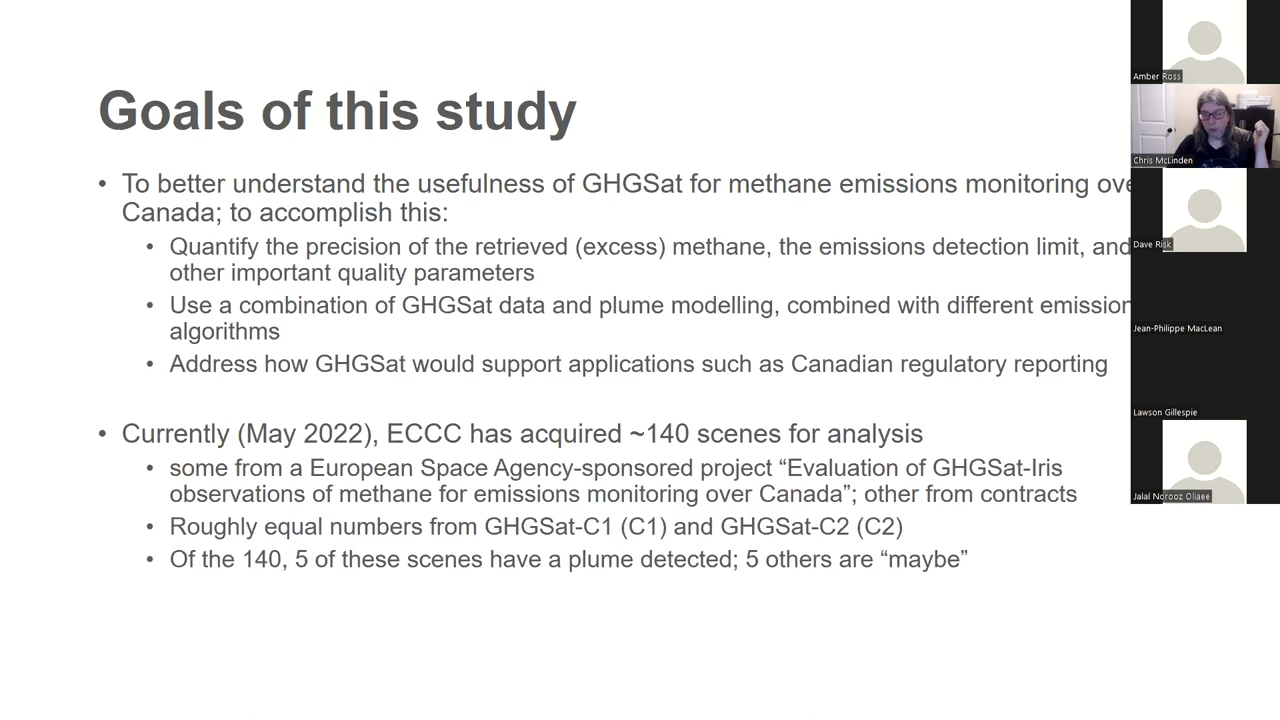 Goals of this study
• To better understand the usefulness of GHGSat for methane emissions monitoring ove
Canada; to accomplish this:
• Quantify the precision of the retrieved (excess) methane, the emissions detection limit, and
other important quality parameters
• Use a combination of GHGSat data and plume modelling, combined with different emission
algorithms
• Address how GHGSat would support applications such as Canadian regulatory reporting
• Currently (May 2022), ECCC has acquired ~140 scenes for analysis
• some from a European Space Agency-sponsored project “Evaluation of GHGSat-Iris
observations of methane for emissions monitoring over Canada”; other from contracts
• Roughly equal numbers from GHGSat-C1 (C1) and GHGSat-C2 (C2)
• Of the 140, 5 of these scenes have a plume detected; 5 others are “maybe”
Amber Ross
Chris McLinden
Dave Risk
Jean-Philippe MacLean
Lawson Gillespie
Jalal Norooz Oliaee